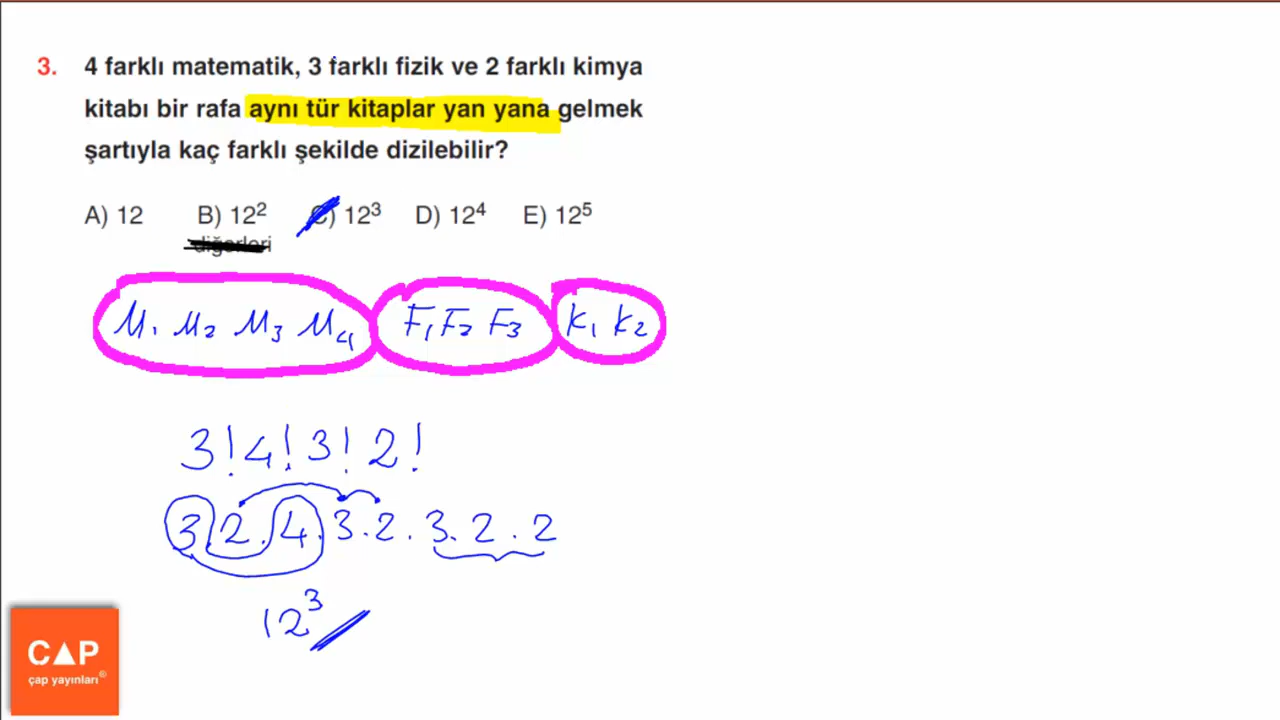 3. 4 farklı matematik, 3 farklı fizik ve 2 farklı kimya
kitabı bir rafa aynı tür kitaplar yan yana gelmek
şartıyla kaç farklı şekilde dizilebilir?
A) 12 B) 12² C) 12³ D) 12⁴ E) 12⁵
diğerleri
M₁ M₂ M₃ M₄ F₁ F₂ F₃ K₁ K₂
3! 4! 3! 2!
3.2.4.3.2.3.2.2
12³
ÇAP
çap yayınları®